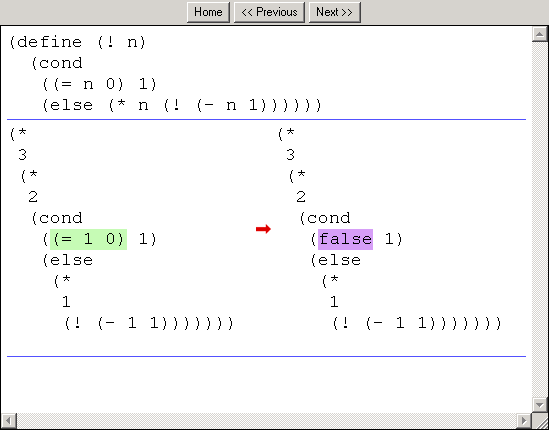 Home << Previous Next >>
(define (! n)
(cond
((= n 0) 1)
(else (* n (! (- n 1))))))
(*
3
(*
2
(cond
((= 1 0) 1)
(else
(*
1
(! (- 1 1)))))))
(*
3
(*
2
(cond
(false 1)
(else
(*
1
(! (- 1 1)))))))